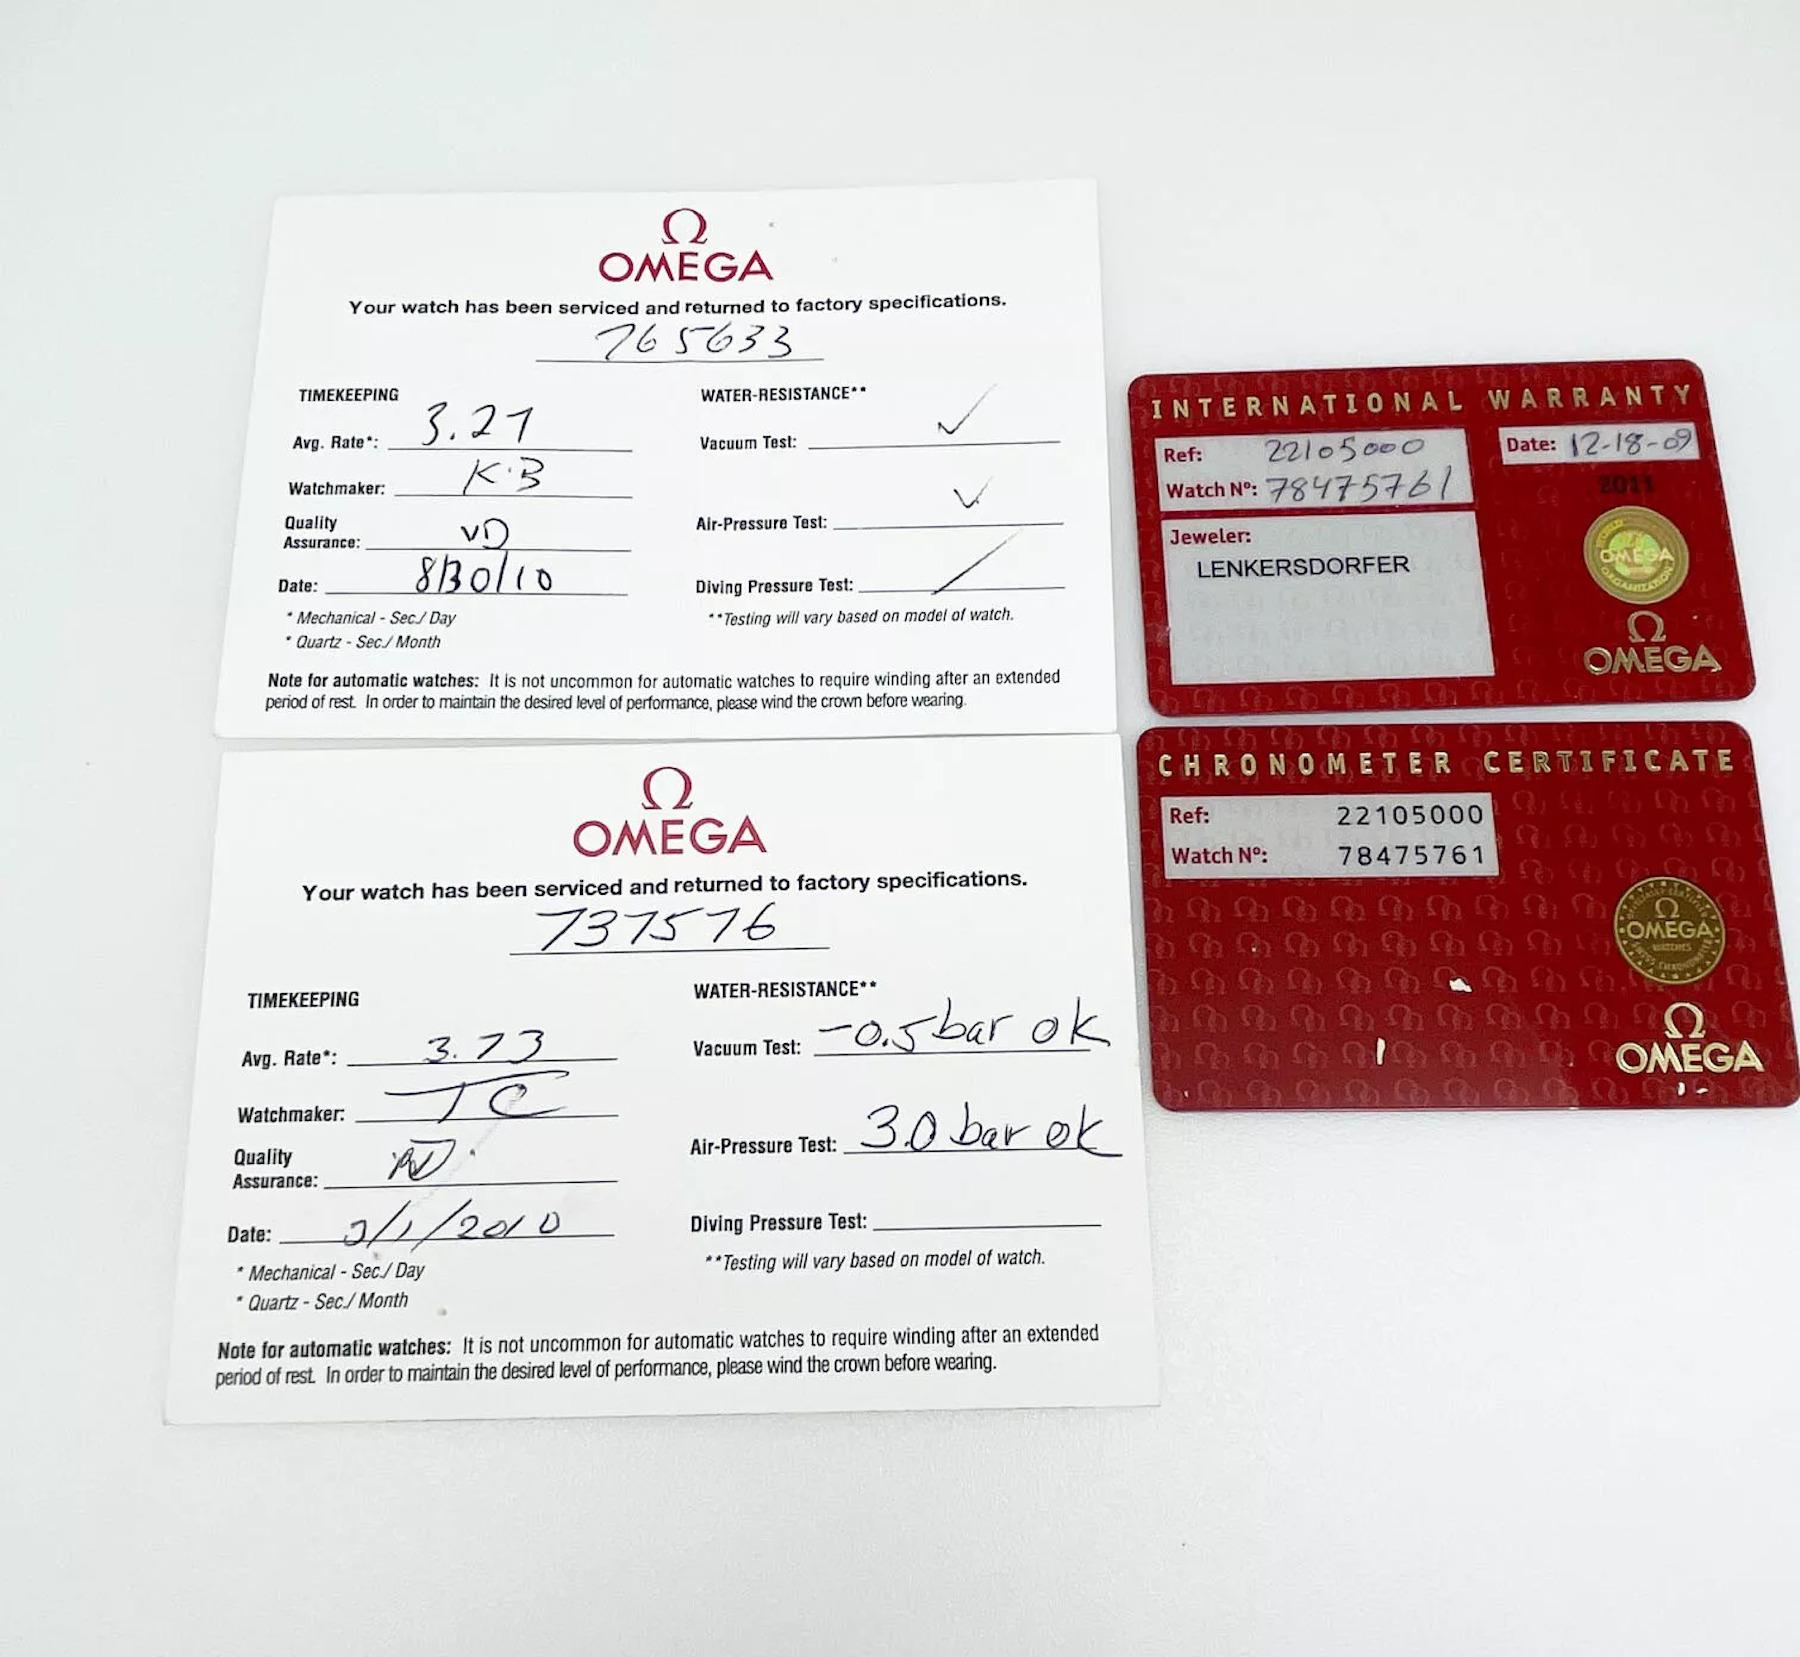 Ω
OMEGA
Your watch has been serviced and returned to factory specifications.
765633
TIMEKEEPING
Avg. Rate*: 3.27
Watchmaker: K·B
Quality
Assurance: VD
Date: 8/30/10
* Mechanical - Sec./ Day
* Quartz - Sec./ Month
WATER-RESISTANCE**
Vacuum Test: ✓
Air-Pressure Test: ✓
Diving Pressure Test: /
**Testing will vary based on model of watch.
Note for automatic watches: It is not uncommon for automatic watches to require winding after an extended
period of rest. In order to maintain the desired level of performance, please wind the crown before wearing.
Ω
OMEGA
Your watch has been serviced and returned to factory specifications.
737576
TIMEKEEPING
Avg. Rate*: 3.73
Watchmaker: TC
Quality
Assurance:
Date: /1/2010
* Mechanical - Sec./ Day
* Quartz - Sec./ Month
WATER-RESISTANCE**
Vacuum Test: -0.5 bar ok
Air-Pressure Test: 3.0 bar ok
Diving Pressure Test:
**Testing will vary based on model of watch.
Note for automatic watches: It is not uncommon for automatic watches to require winding after an extended
period of rest. In order to maintain the desired level of performance, please wind the crown before wearing.
INTERNATIONAL WARRANTY
Ref: 22105000
Watch Nº: 78475761
Date: 12-18-09
2011
Jeweler:
LENKERSDORFER
OMEGA
ORGANIZATION
Ω
OMEGA
CHRONOMETER CERTIFICATE
Ref: 22105000
Watch Nº: 78475761
Ω
OMEGA
WATCHES
Ω
OMEGA